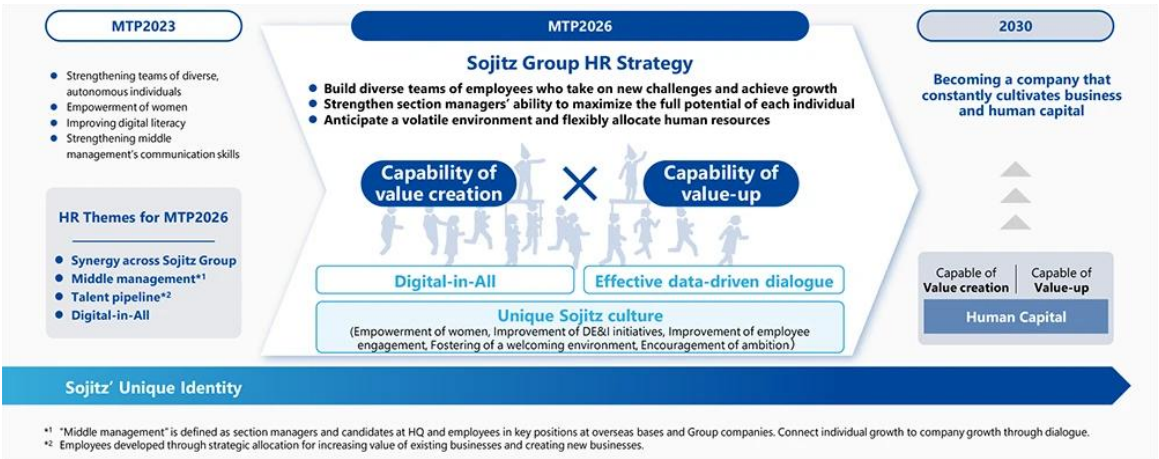 MTP2023
● Strengthening teams of diverse,
autonomous individuals
● Empowerment of women
● Improving digital literacy
● Strengthening middle
management's communication skills
HR Themes for MTP2026
● Synergy across Sojitz Group
● Middle management*1
● Talent pipeline*2
● Digital-in-All
MTP2026
Sojitz Group HR Strategy
● Build diverse teams of employees who take on new challenges and achieve growth
● Strengthen section managers' ability to maximize the full potential of each individual
● Anticipate a volatile environment and flexibly allocate human resources
Capability of
value creation
×
Capability of
value-up
Digital-in-All
Effective data-driven dialogue
Unique Sojitz culture
(Empowerment of women, Improvement of DE&I initiatives, Improvement of employee
engagement, Fostering of a welcoming environment, Encouragement of ambition)
2030
Becoming a company that
constantly cultivates business
and human capital
Capable of
Value creation
Capable of
Value-up
Human Capital
Sojitz' Unique Identity
*1 "Middle management" is defined as section managers and candidates at HQ and employees in key positions at overseas bases and Group companies. Connect individual growth to company growth through dialogue.
*2 Employees developed through strategic allocation for increasing value of existing businesses and creating new businesses.